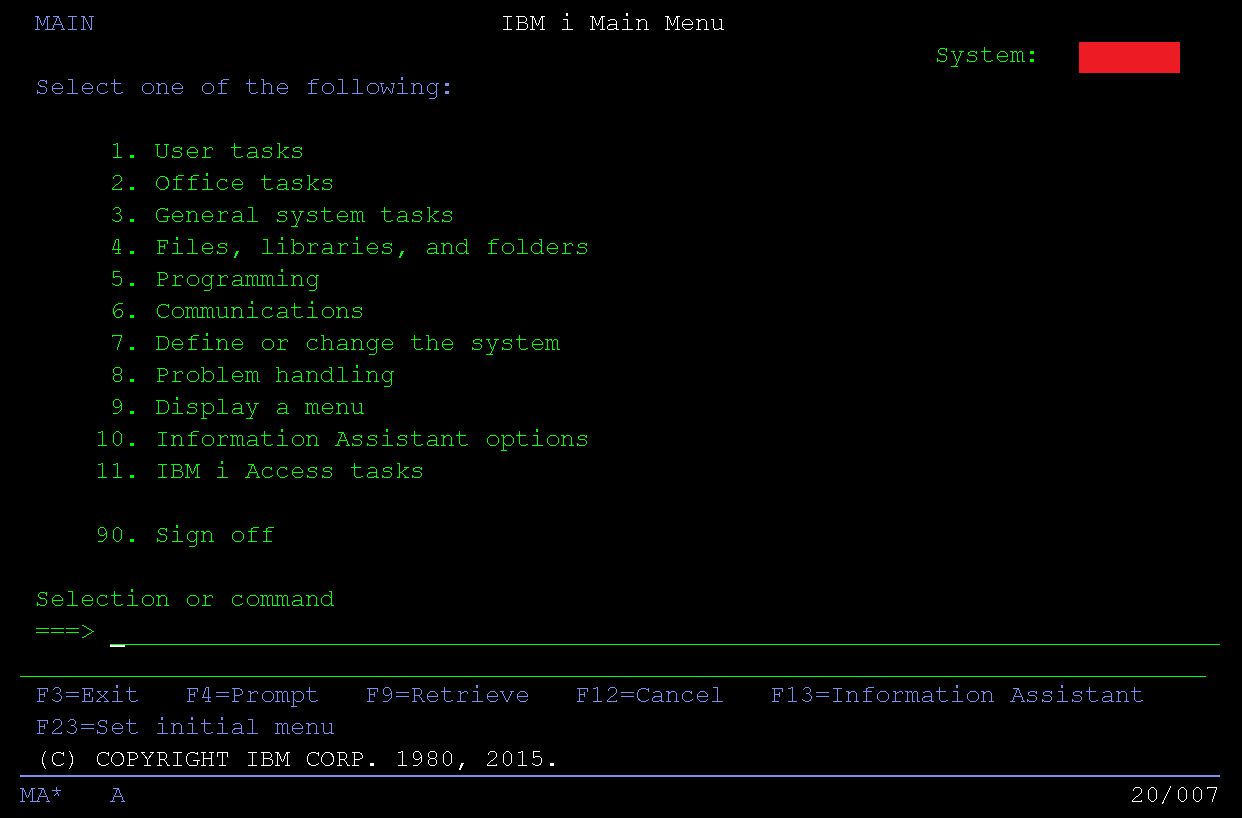 MAIN IBM i Main Menu
System:
Select one of the following:
1. User tasks
2. Office tasks
3. General system tasks
4. Files, libraries, and folders
5. Programming
6. Communications
7. Define or change the system
8. Problem handling
9. Display a menu
10. Information Assistant options
11. IBM i Access tasks
90. Sign off
Selection or command
===>
F3=Exit F4=Prompt F9=Retrieve F12=Cancel F13=Information Assistant
F23=Set initial menu
(C) COPYRIGHT IBM CORP. 1980, 2015.
MA* A 20/007